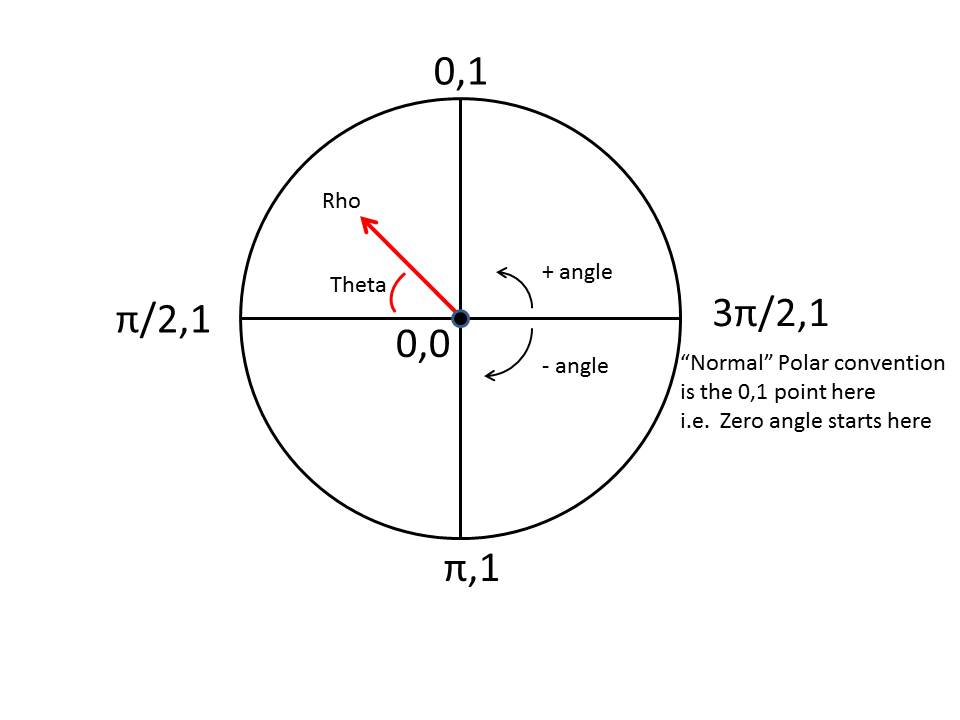 0,1
Rho
Theta
+ angle
π/2,1
3π/2,1
0,0
- angle
“Normal” Polar convention
is the 0,1 point here
i.e. Zero angle starts here
π,1